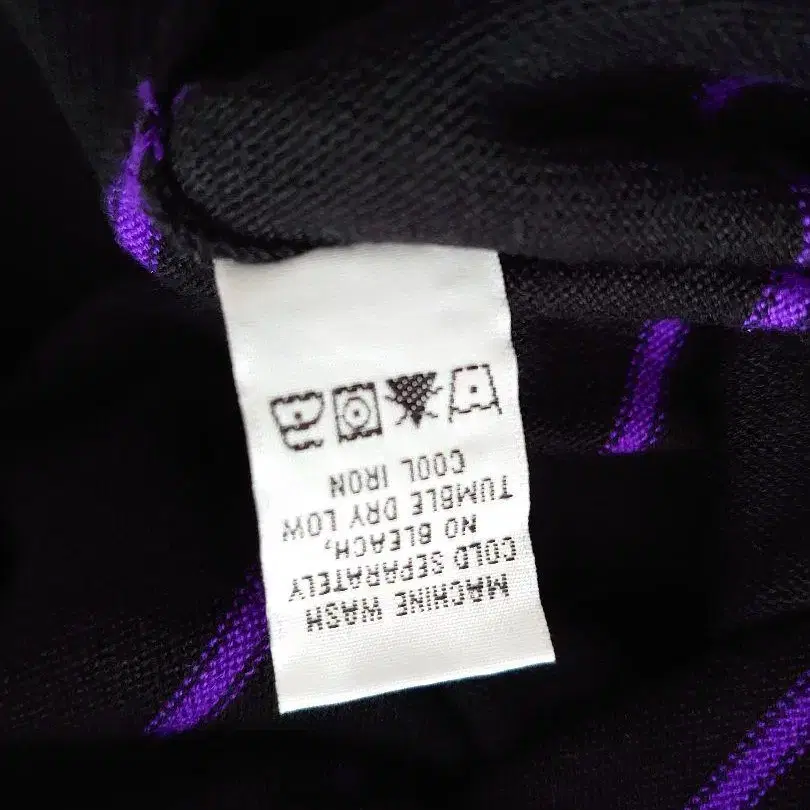 MACHINE WASH
COLD SEPARATELY
NO BLEACH,
TUMBLE DRY LOW
COOL IRON